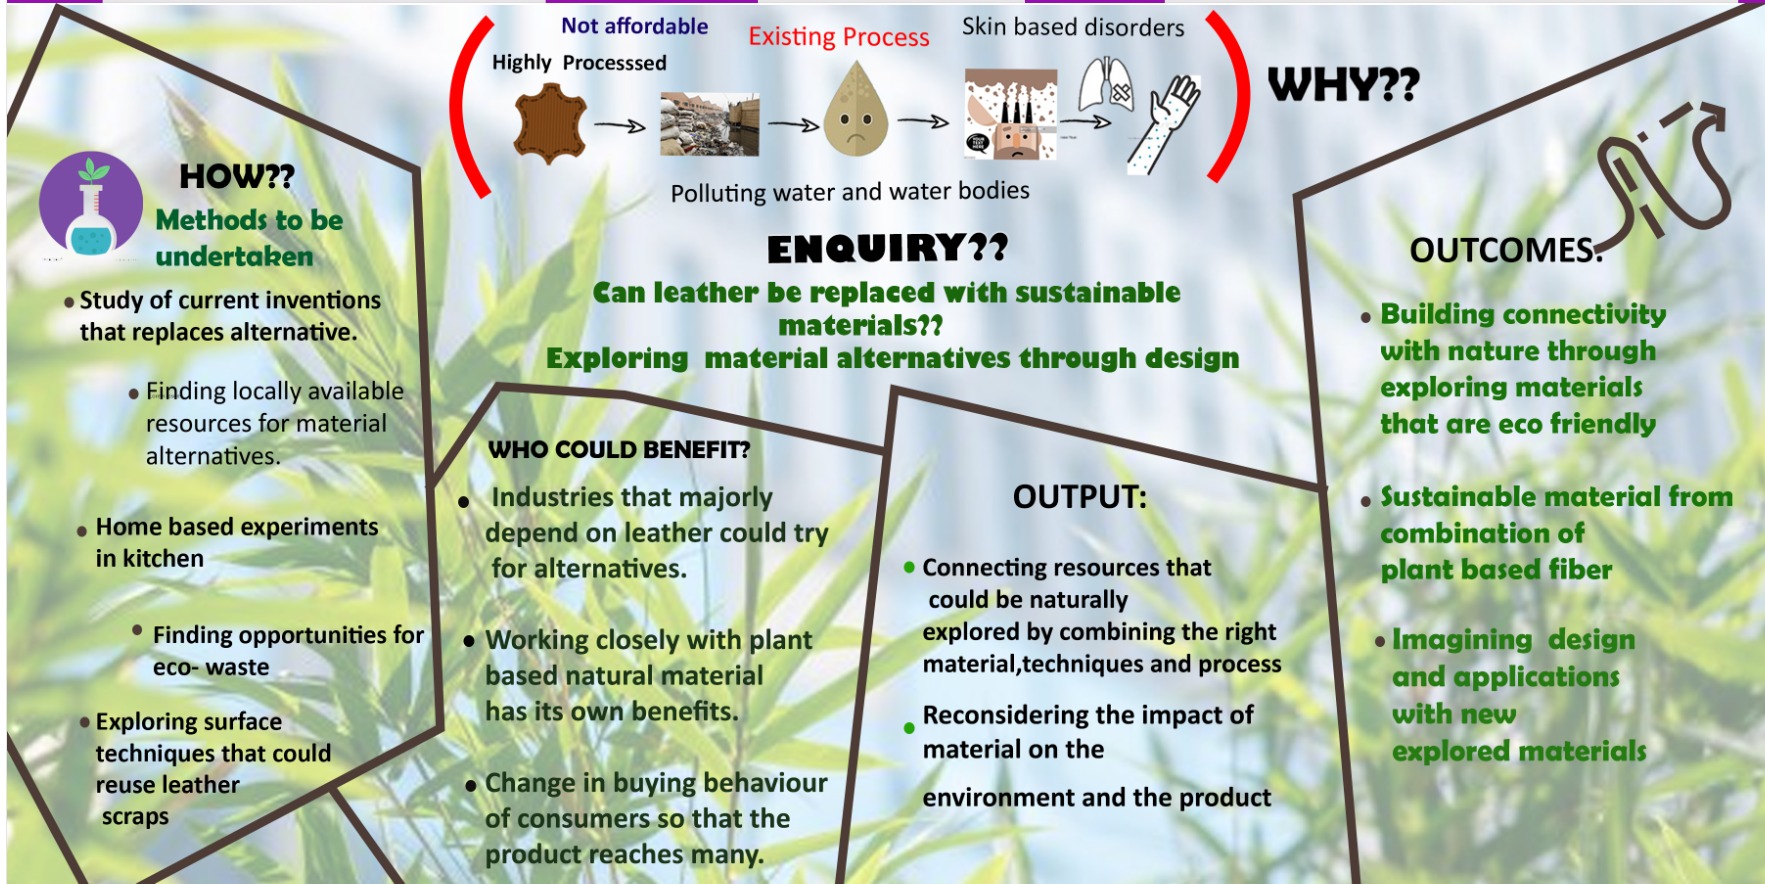 Not affordable
Existing Process
Skin based disorders
Highly Processsed
WHY??
Polluting water and water bodies
HOW??
Methods to be
undertaken
Study of current inventions
that replaces alternative.
Finding locally available
resources for material
alternatives.
Home based experiments
in kitchen
Finding opportunities for
eco- waste
Exploring surface
techniques that could
reuse leather
scraps
ENQUIRY??
Can leather be replaced with sustainable
materials??
Exploring material alternatives through design
WHO COULD BENEFIT?
Industries that majorly
depend on leather could try
for alternatives.
Working closely with plant
based natural material
has its own benefits.
Change in buying behaviour
of consumers so that the
product reaches many.
OUTPUT:
Connecting resources that
could be naturally
explored by combining the right
material,techniques and process
Reconsidering the impact of
material on the
environment and the product
OUTCOMES:
Building connectivity
with nature through
exploring materials
that are eco friendly
Sustainable material from
combination of
plant based fiber
Imagining design
and applications
with new
explored materials